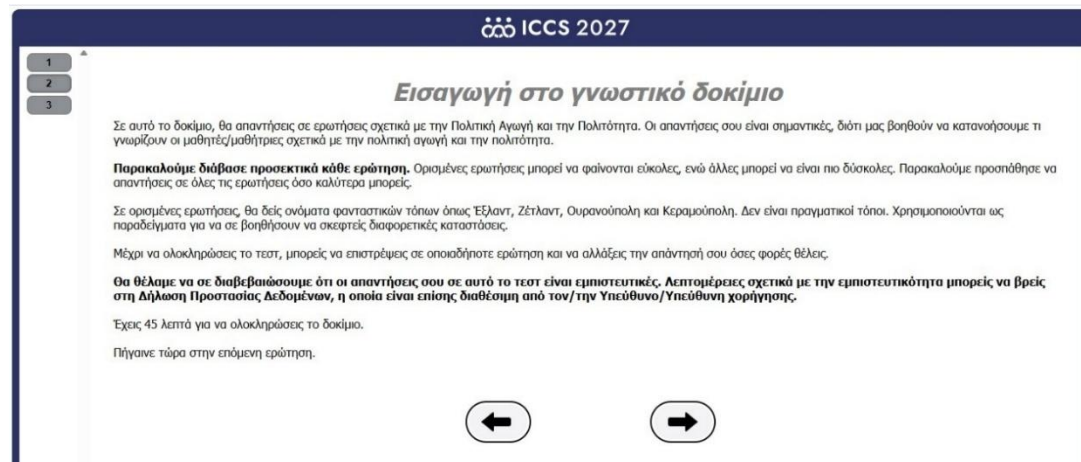 ICCS 2027
1
2
3
Εισαγωγή στο γνωστικό δοκίμιο
Σε αυτό το δοκίμιο, θα απαντήσεις σε ερωτήσεις σχετικά με την Πολιτική Αγωγή και την Πολιτότητα. Οι απαντήσεις σου είναι σημαντικές, διότι μας βοηθούν να κατανοήσουμε τι
γνωρίζουν οι μαθητές/μαθήτριες σχετικά με την πολιτική αγωγή και την πολιτότητα.
Παρακαλούμε διάβασε προσεκτικά κάθε ερώτηση. Ορισμένες ερωτήσεις μπορεί να φαίνονται εύκολες, ενώ άλλες μπορεί να είναι πιο δύσκολες. Παρακαλούμε προσπάθησε να
απαντήσεις σε όλες τις ερωτήσεις όσο καλύτερα μπορείς.
Σε ορισμένες ερωτήσεις, θα δείς ονόματα φανταστικών τόπων όπως Έξλαντ, Ζέτλαντ, Ουρανούπολη και Κεραμούπολη. Δεν είναι πραγματικοί τόποι. Χρησιμοποιούνται ως
παραδείγματα για να σε βοηθήσουν να σκεφτείς διαφορετικές καταστάσεις.
Μέχρι να ολοκληρώσεις το τεστ, μπορείς να επιστρέψεις σε οποιαδήποτε ερώτηση και να αλλάξεις την απάντησή σου όσες φορές θέλεις.
Θα θέλαμε να σε διαβεβαιώσουμε ότι οι απαντήσεις σου σε αυτό το τεστ είναι εμπιστευτικές. Λεπτομέρειες σχετικά με την εμπιστευτικότητα μπορείς να βρείς
στη Δήλωση Προστασίας Δεδομένων, η οποία είναι επίσης διαθέσιμη από τον/την Υπεύθυνο/Υπεύθυνη χορήγησης.
Έχεις 45 λεπτά για να ολοκληρώσεις το δοκίμιο.
Πήγαινε τώρα στην επόμενη ερώτηση.